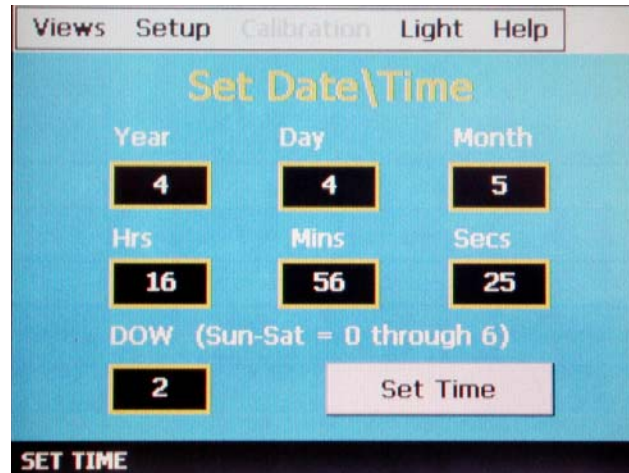 Views Setup Calibration Light Help
Set Date\Time
Year Day Month
4 4 5
Hrs Mins Secs
16 56 25
DOW (Sun-Sat = 0 through 6)
2 Set Time
SET TIME